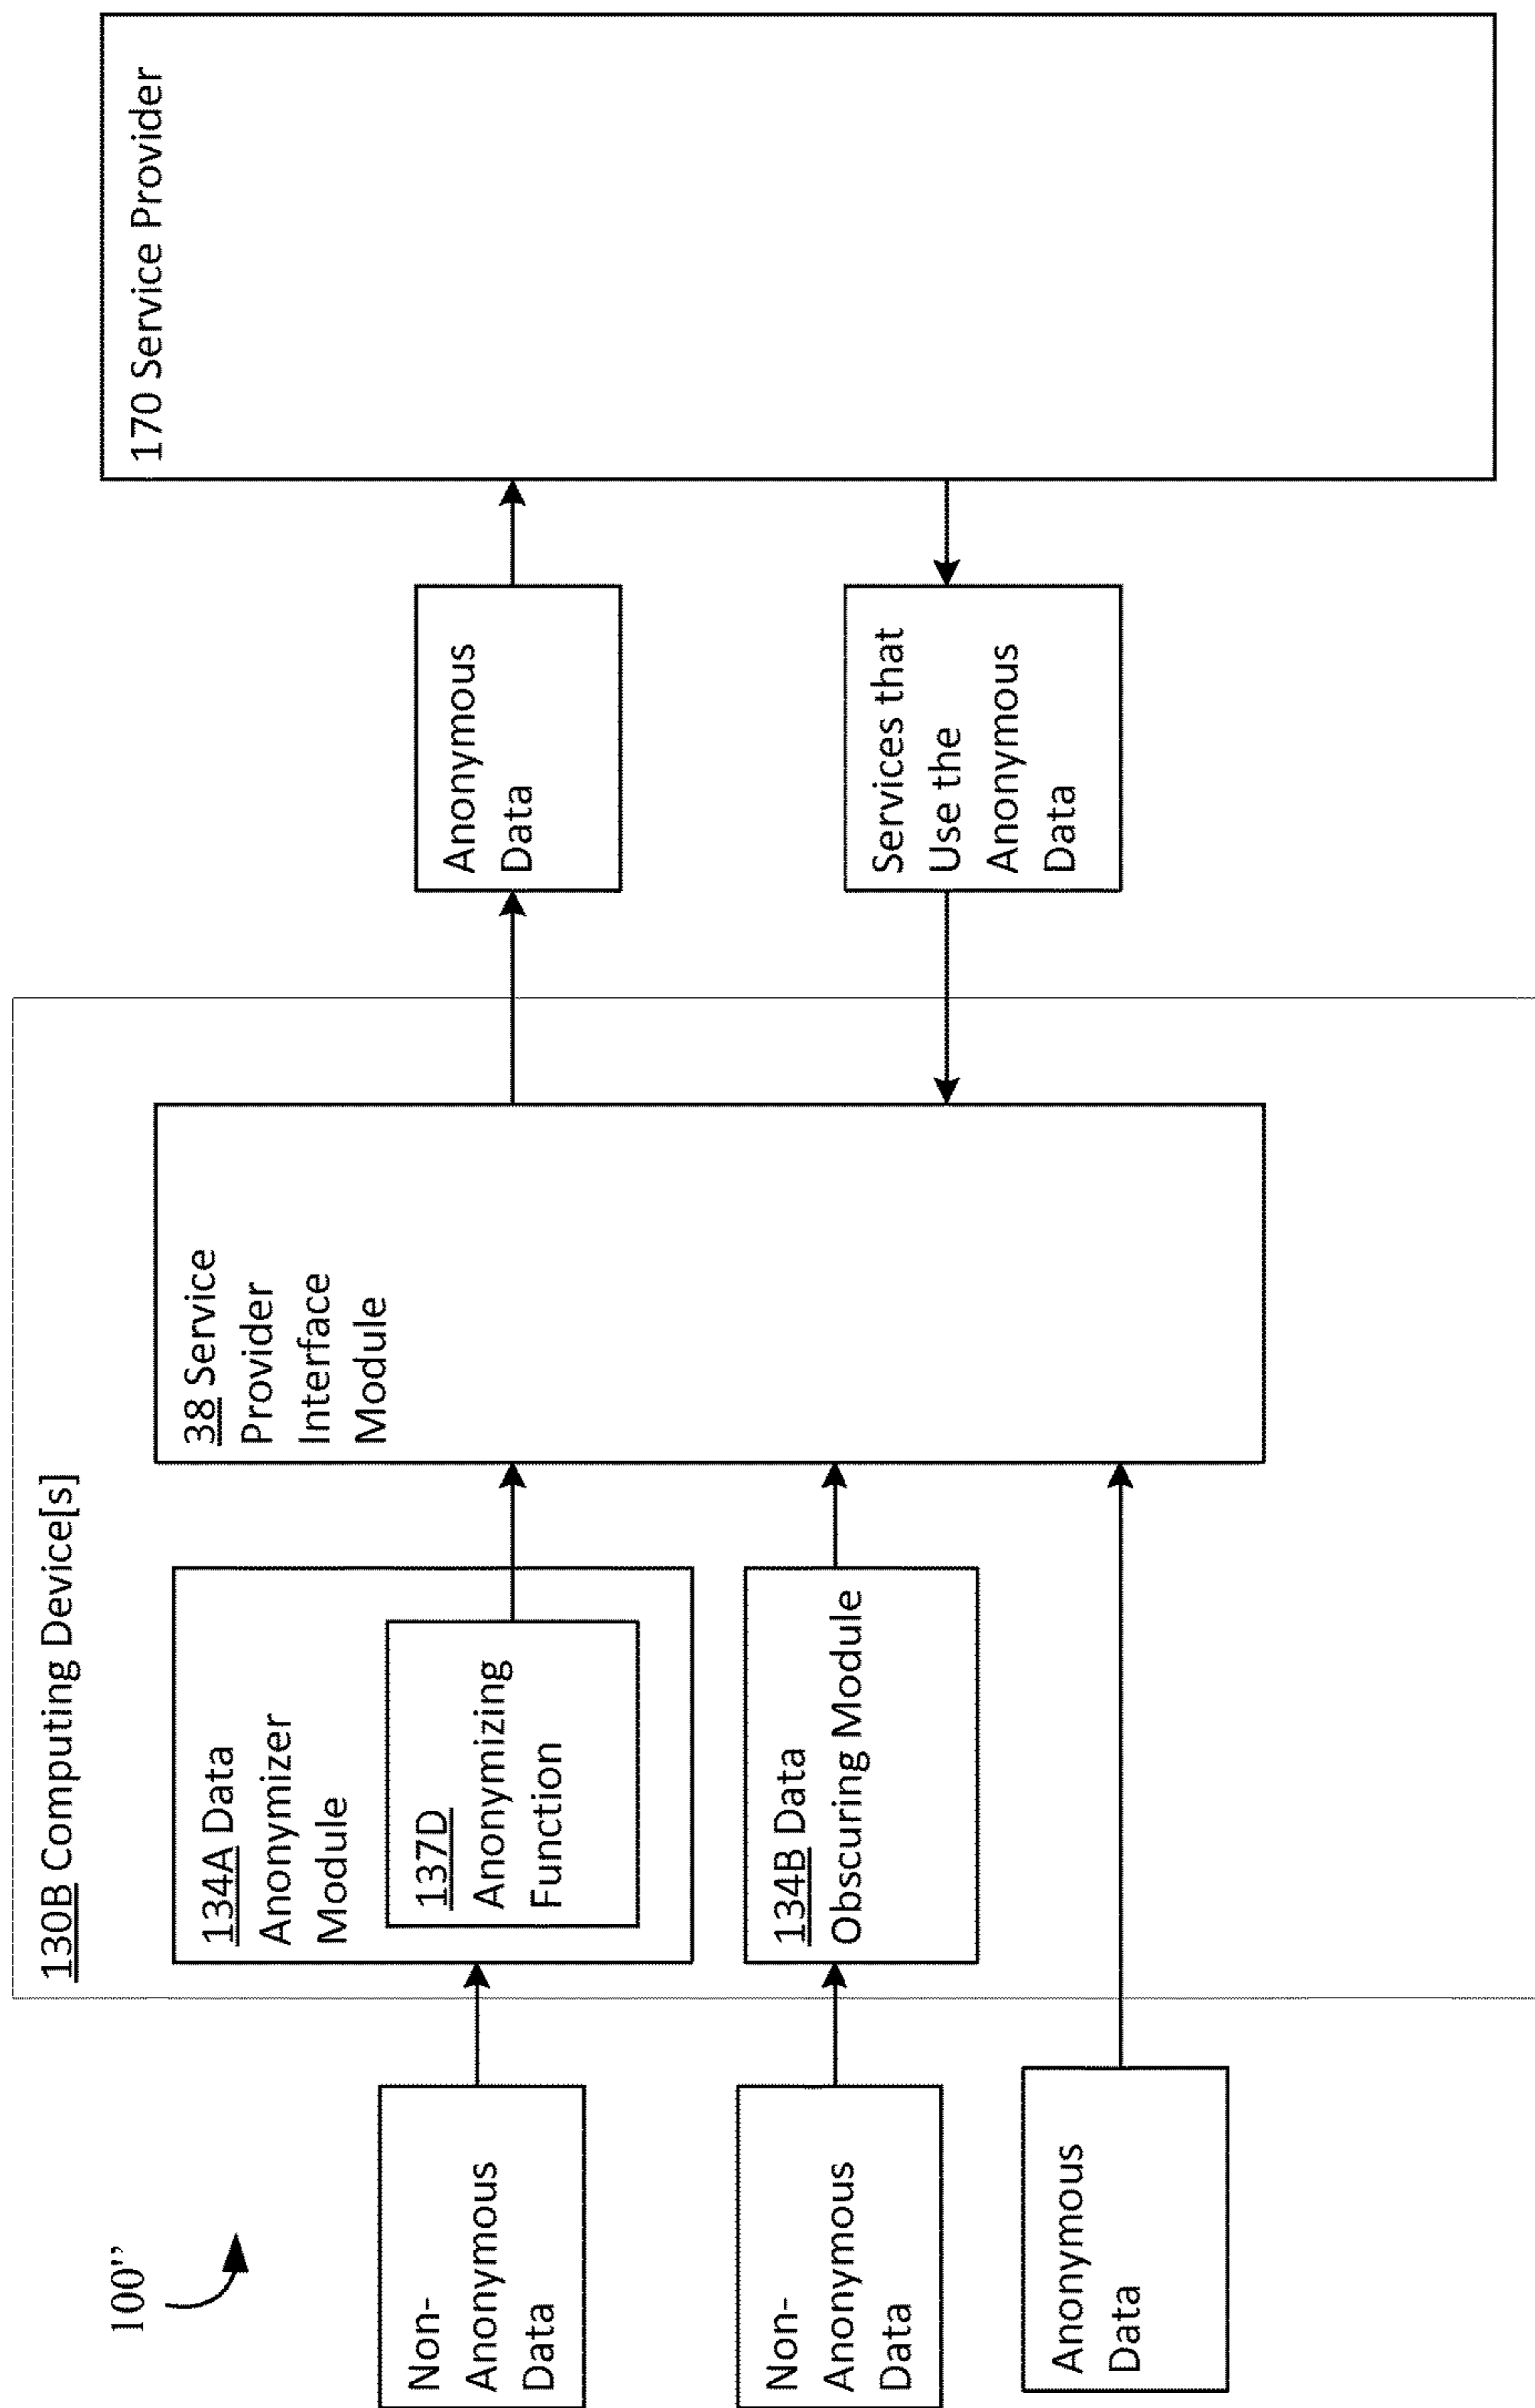 100''’
130B Computing Device[s]
170 Service Provider
Non-
Anonymous
Data
134A Data
Anonymizer
Module
137D
Anonymizing
Function
38 Service
Provider
Interface
Module
Anonymous
Data
Non-
Anonymous
Data
134B Data
Obscuring Module
Services that
Use the
Anonymous
Data
Anonymous
Data